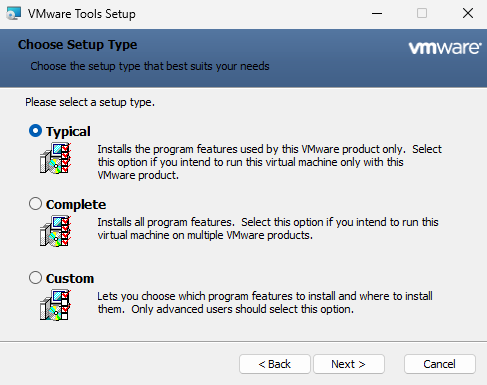 VMware Tools Setup
Choose Setup Type
vmware
Choose the setup type that best suits your needs
Please select a setup type.
Typical
Installs the program features used by this VMware product only. Select
this option if you intend to run this virtual machine only with this
VMware product.
Complete
Installs all program features. Select this option if you intend to run this
virtual machine on multiple VMware products.
Custom
Lets you choose which program features to install and where to install
them. Only advanced users should select this option.
< Back
Next >
Cancel